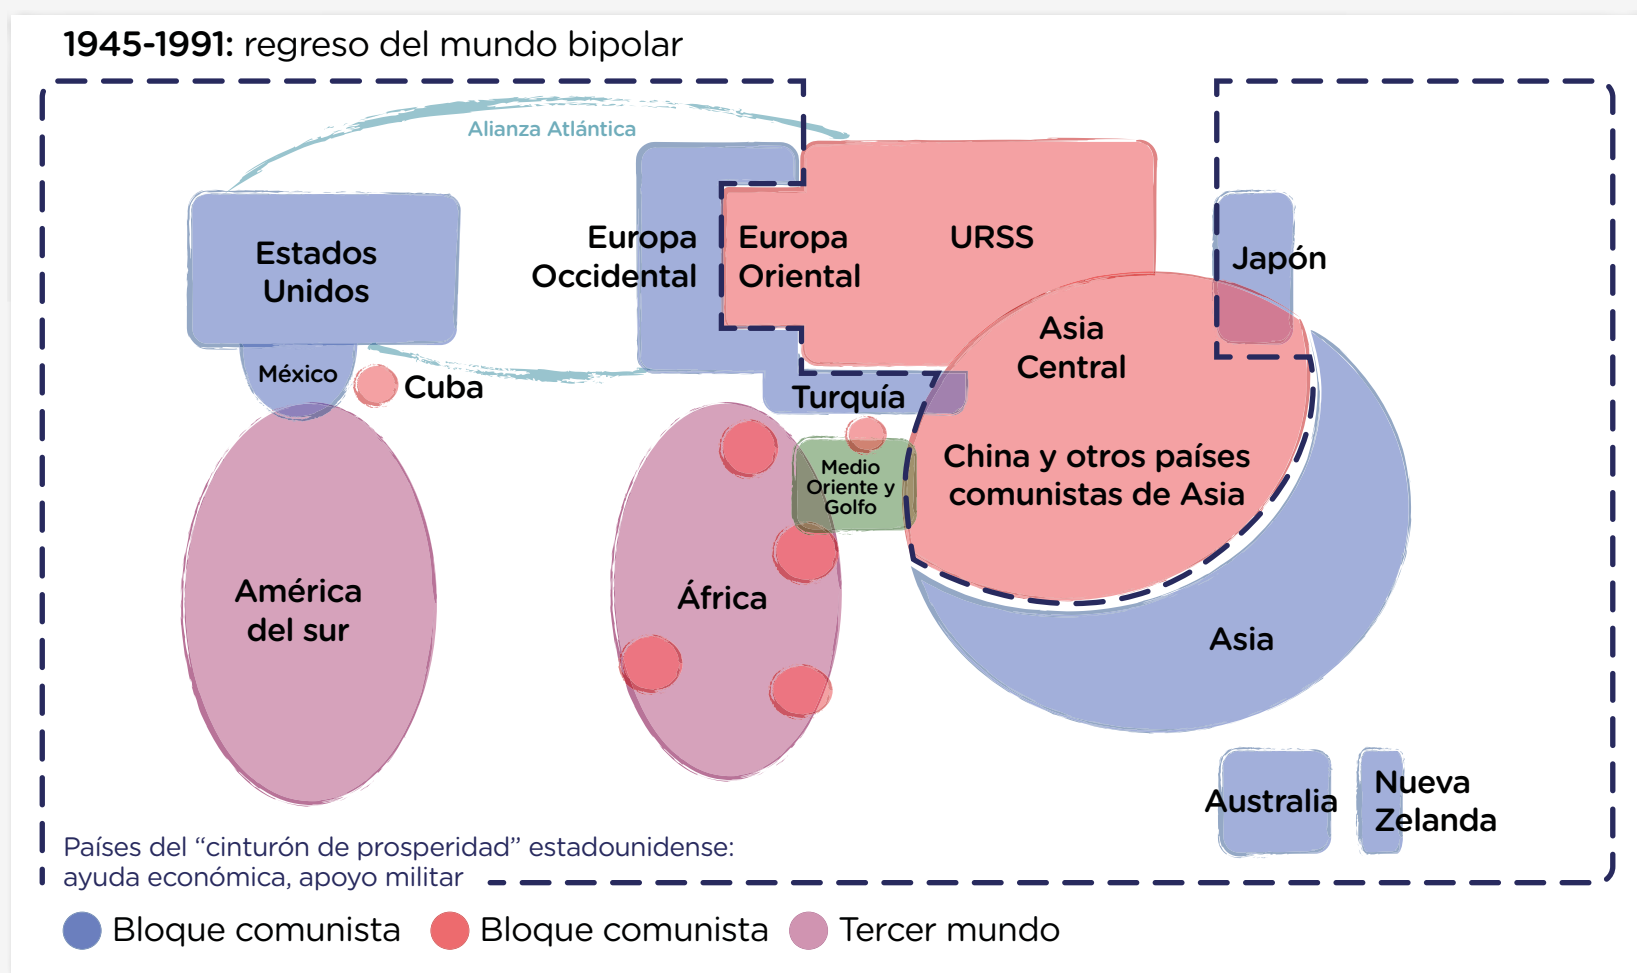 1945-1991: regreso del mundo bipolar
Alianza Atlántica
Estados
Unidos
Europa
Occidental
Europa
Oriental
URSS
Japón
México
Cuba
Turquía
Asia
Central
Medio
Oriente y
Golfo
China y otros países
comunistas de Asia
América
del sur
África
Asia
Australia
Nueva
Zelanda
Países del “cinturón de prosperidad” estadounidense:
ayuda económica, apoyo militar
Bloque comunista
Bloque comunista
Tercer mundo